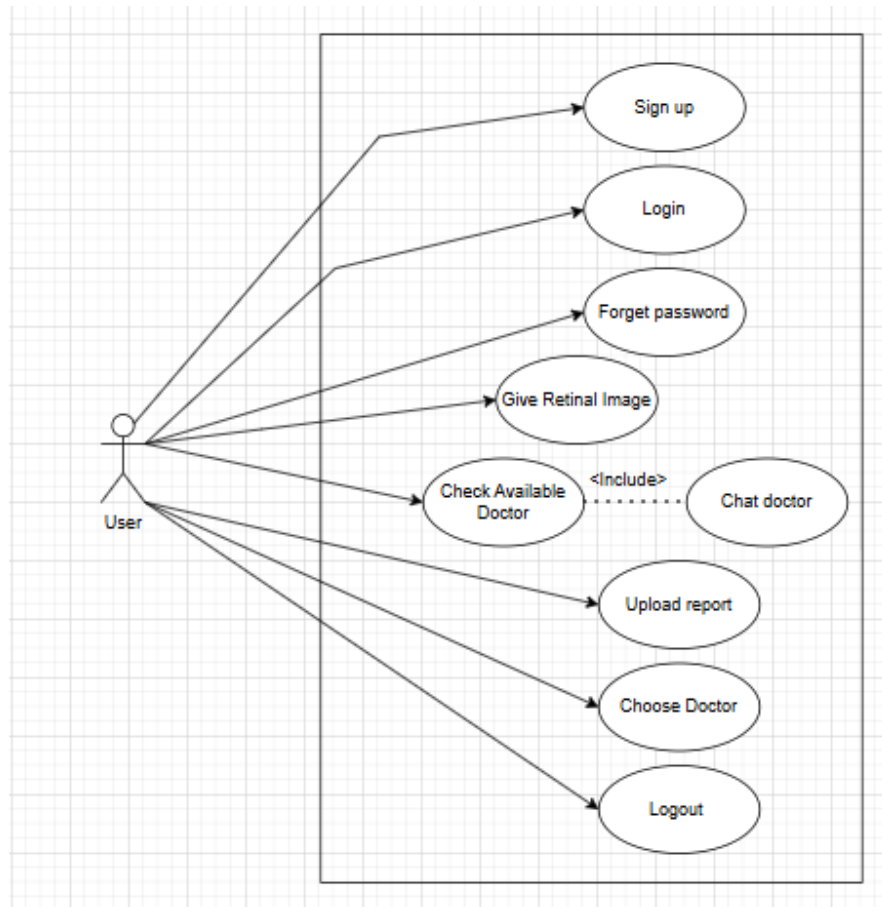 Sign up
Login
Forget password
Give Retinal Image
Check Available
Doctor
<Include>
Chat doctor
User
Upload report
Choose Doctor
Logout